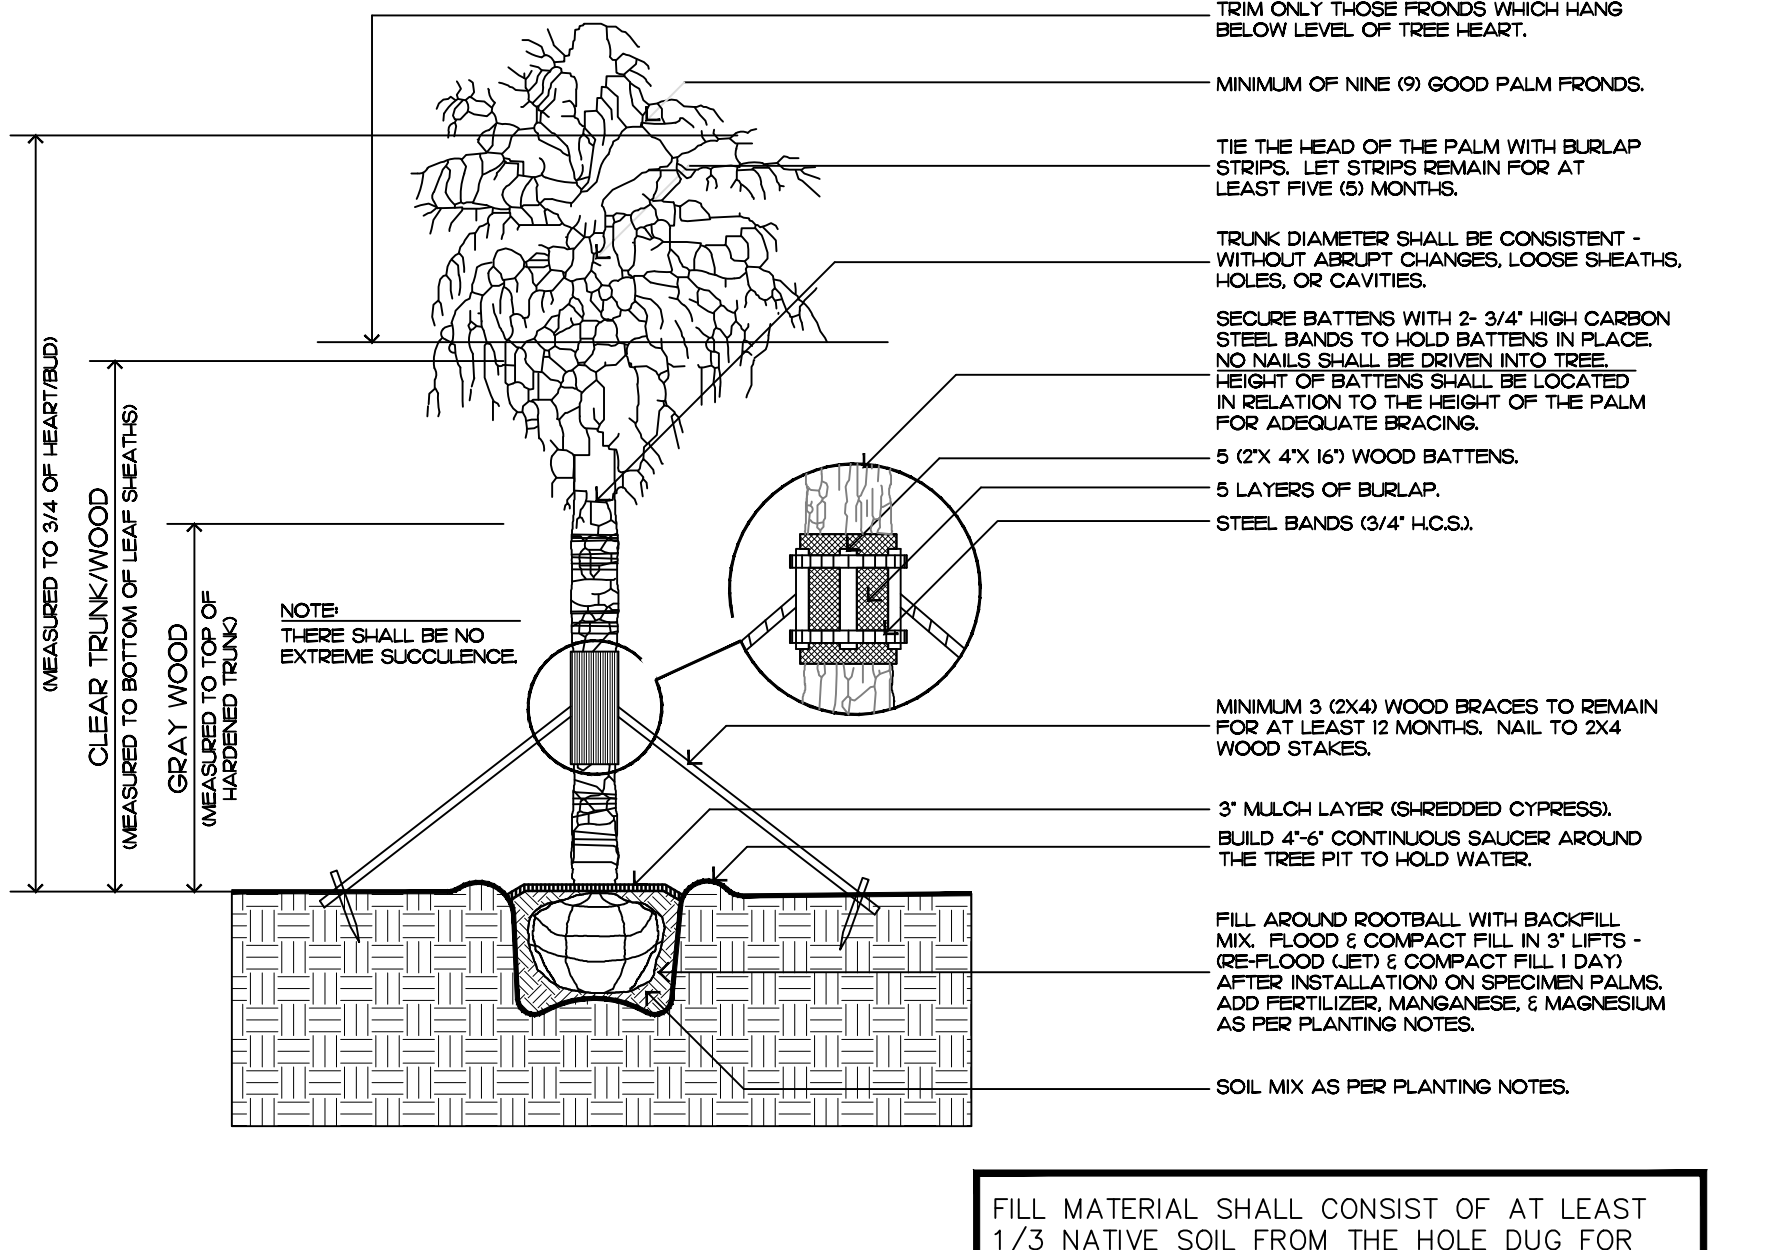 TRIM ONLY THOSE FRONDS WHICH HANG
BELOW LEVEL OF TREE HEART.
MINIMUM OF NINE (9) GOOD PALM FRONDS.
TIE THE HEAD OF THE PALM WITH BURLAP
STRIPS. LET STRIPS REMAIN FOR AT
LEAST FIVE (5) MONTHS.
TRUNK DIAMETER SHALL BE CONSISTENT -
WITHOUT ABRUPT CHANGES, LOOSE SHEATHS,
HOLES, OR CAVITIES.
SECURE BATTENS WITH 2- 3/4" HIGH CARBON
STEEL BANDS TO HOLD BATTENS IN PLACE.
NO NAILS SHALL BE DRIVEN INTO TREE.
HEIGHT OF BATTENS SHALL BE LOCATED
IN RELATION TO THE HEIGHT OF THE PALM
FOR ADEQUATE BRACING.
5 (2"X 4"X 16") WOOD BATTENS.
5 LAYERS OF BURLAP.
STEEL BANDS (3/4" H.C.S.).
(MEASURED TO 3/4 OF HEART/BUD)
CLEAR TRUNK/WOOD
(MEASURED TO BOTTOM OF LEAF SHEATHS)
GRAY WOOD
(MEASURED TO TOP OF
HARDENED TRUNK)
NOTE:
THERE SHALL BE NO
EXTREME SUCCULENCE.
MINIMUM 3 (2X4) WOOD BRACES TO REMAIN
FOR AT LEAST 12 MONTHS. NAIL TO 2X4
WOOD STAKES.
3" MULCH LAYER (SHREDDED CYPRESS).
BUILD 4"-6" CONTINUOUS SAUCER AROUND
THE TREE PIT TO HOLD WATER.
FILL AROUND ROOTBALL WITH BACKFILL
MIX. FLOOD & COMPACT FILL IN 3" LIFTS -
(RE-FLOOD (JET) & COMPACT FILL 1 DAY)
AFTER INSTALLATION) ON SPECIMEN PALMS.
ADD FERTILIZER, MANGANESE, & MAGNESIUM
AS PER PLANTING NOTES.
SOIL MIX AS PER PLANTING NOTES.
FILL MATERIAL SHALL CONSIST OF AT LEAST
1/3 NATIVE SOIL FROM THE HOLE DUG FOR